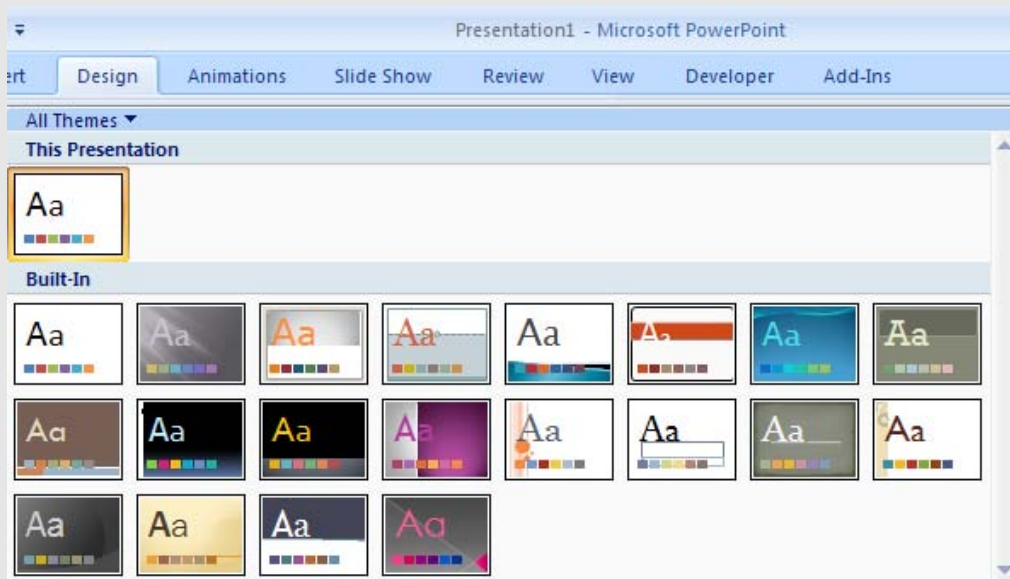 Presentation1 - Microsoft PowerPoint
ert Design Animations Slide Show Review View Developer Add-Ins
All Themes
This Presentation
Aa
Built-In
Aa Aa Aa Aa Aa Aa Aa Aa
Aa Aa Aa Aa Aa Aa Aa Aa
Aa Aa Aa Aa